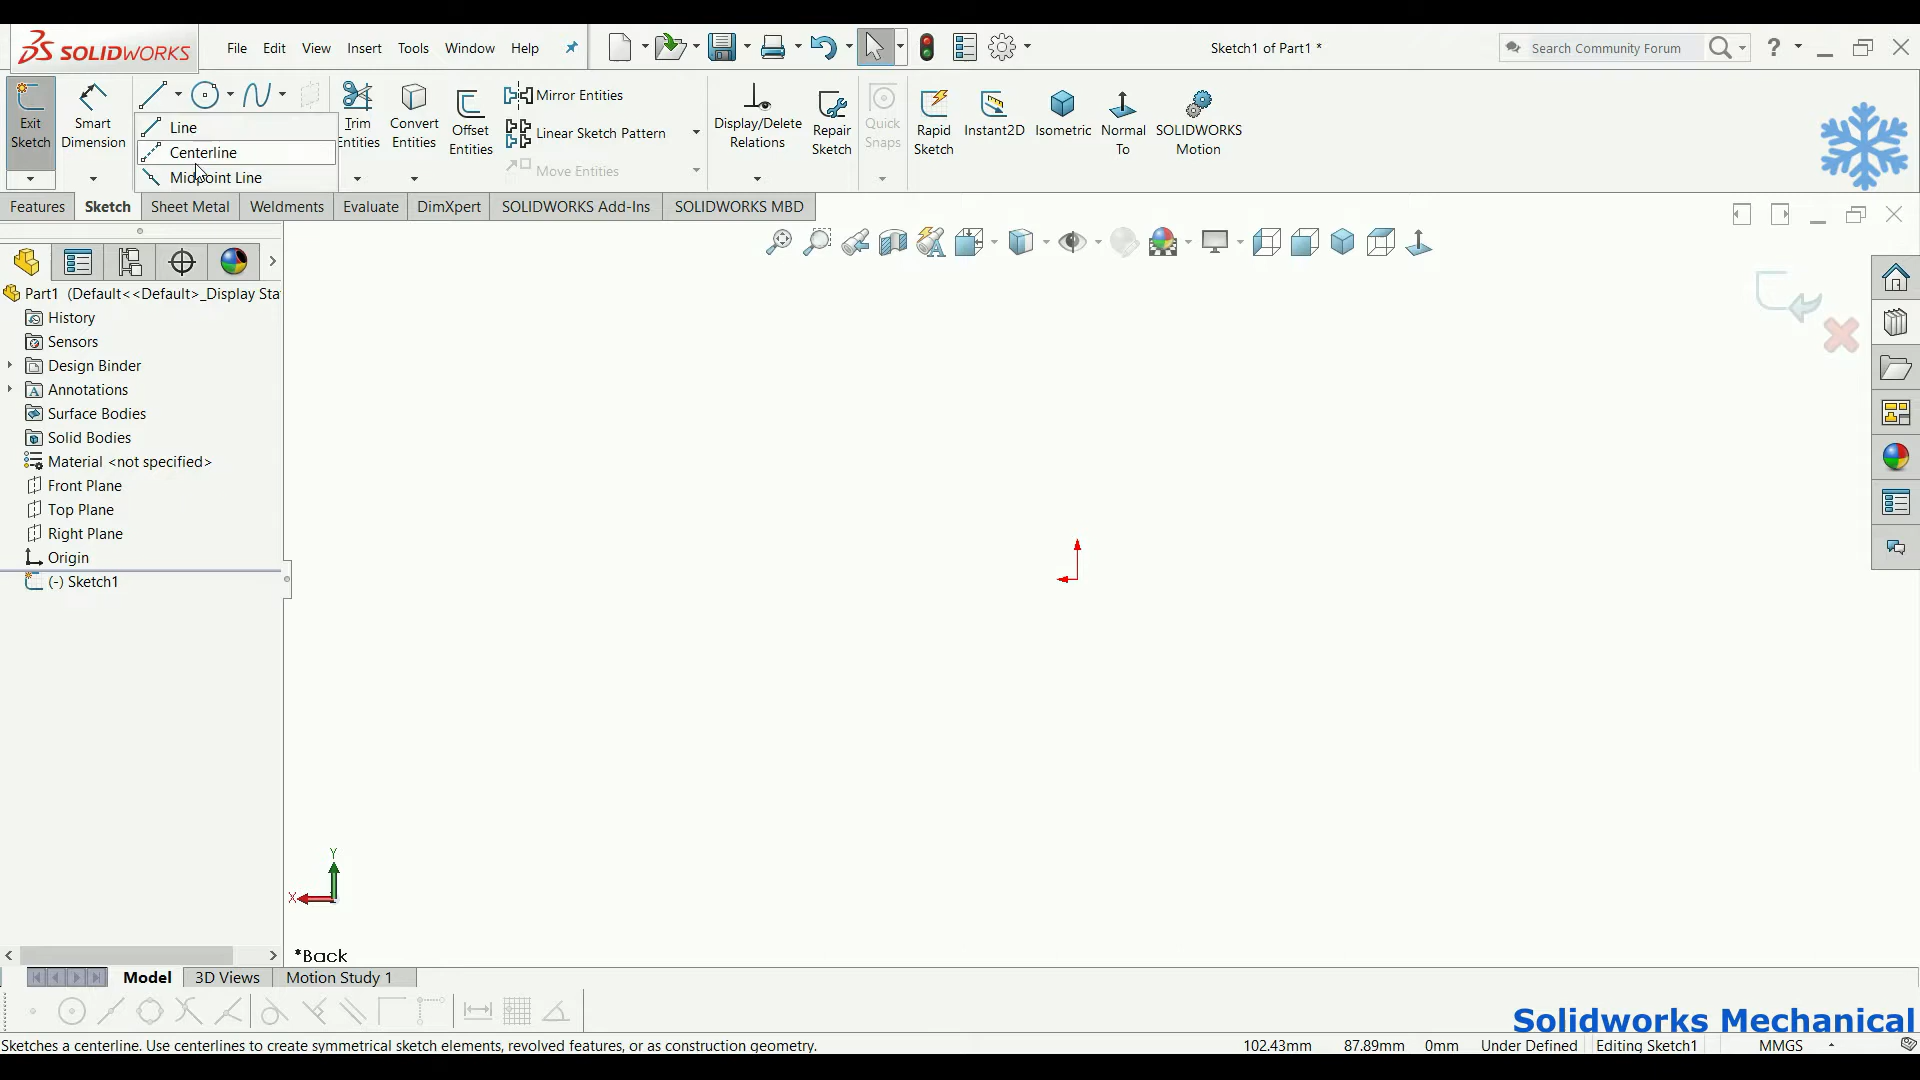 SOLIDWORKS
File Edit View Insert Tools Window Help
Sketch1 of Part1 *
Search Community Forum
?
Exit Sketch
Smart Dimension
Line
Centerline
Midpoint Line
Trim Entities
Convert Entities
Offset Entities
Mirror Entities
Linear Sketch Pattern
Move Entities
Display/Delete Relations
Repair Sketch
Quick Snaps
Rapid Sketch
Instant2D
Isometric
Normal To
SOLIDWORKS Motion
Features Sketch Sheet Metal Weldments Evaluate DimXpert SOLIDWORKS Add-Ins SOLIDWORKS MBD
Part1 (Default<<Default>_Display Sta
History
Sensors
Design Binder
Annotations
Surface Bodies
Solid Bodies
Material <not specified>
Front Plane
Top Plane
Right Plane
Origin
(-) Sketch1
Y
X
*Back
Model 3D Views Motion Study 1
Solidworks Mechanical
Sketches a centerline. Use centerlines to create symmetrical sketch elements, revolved features, or as construction geometry.
102.43mm 87.89mm 0mm Under Defined Editing Sketch1 MMGS